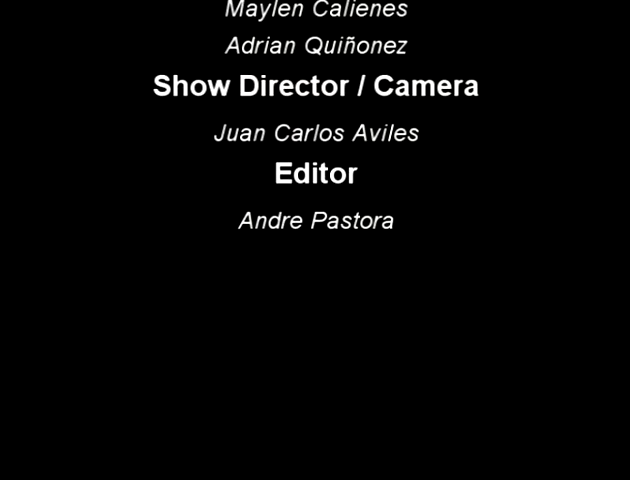 Maylen Calienes
Adrian Quiñonez
Show Director / Camera
Juan Carlos Aviles
Editor
Andre Pastora